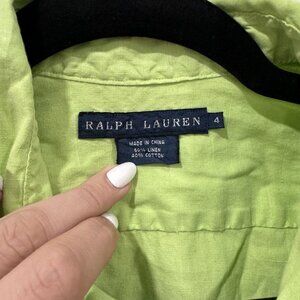 RALPH LAUREN 4
MADE IN CHINA
60% LINEN
40% COTTON